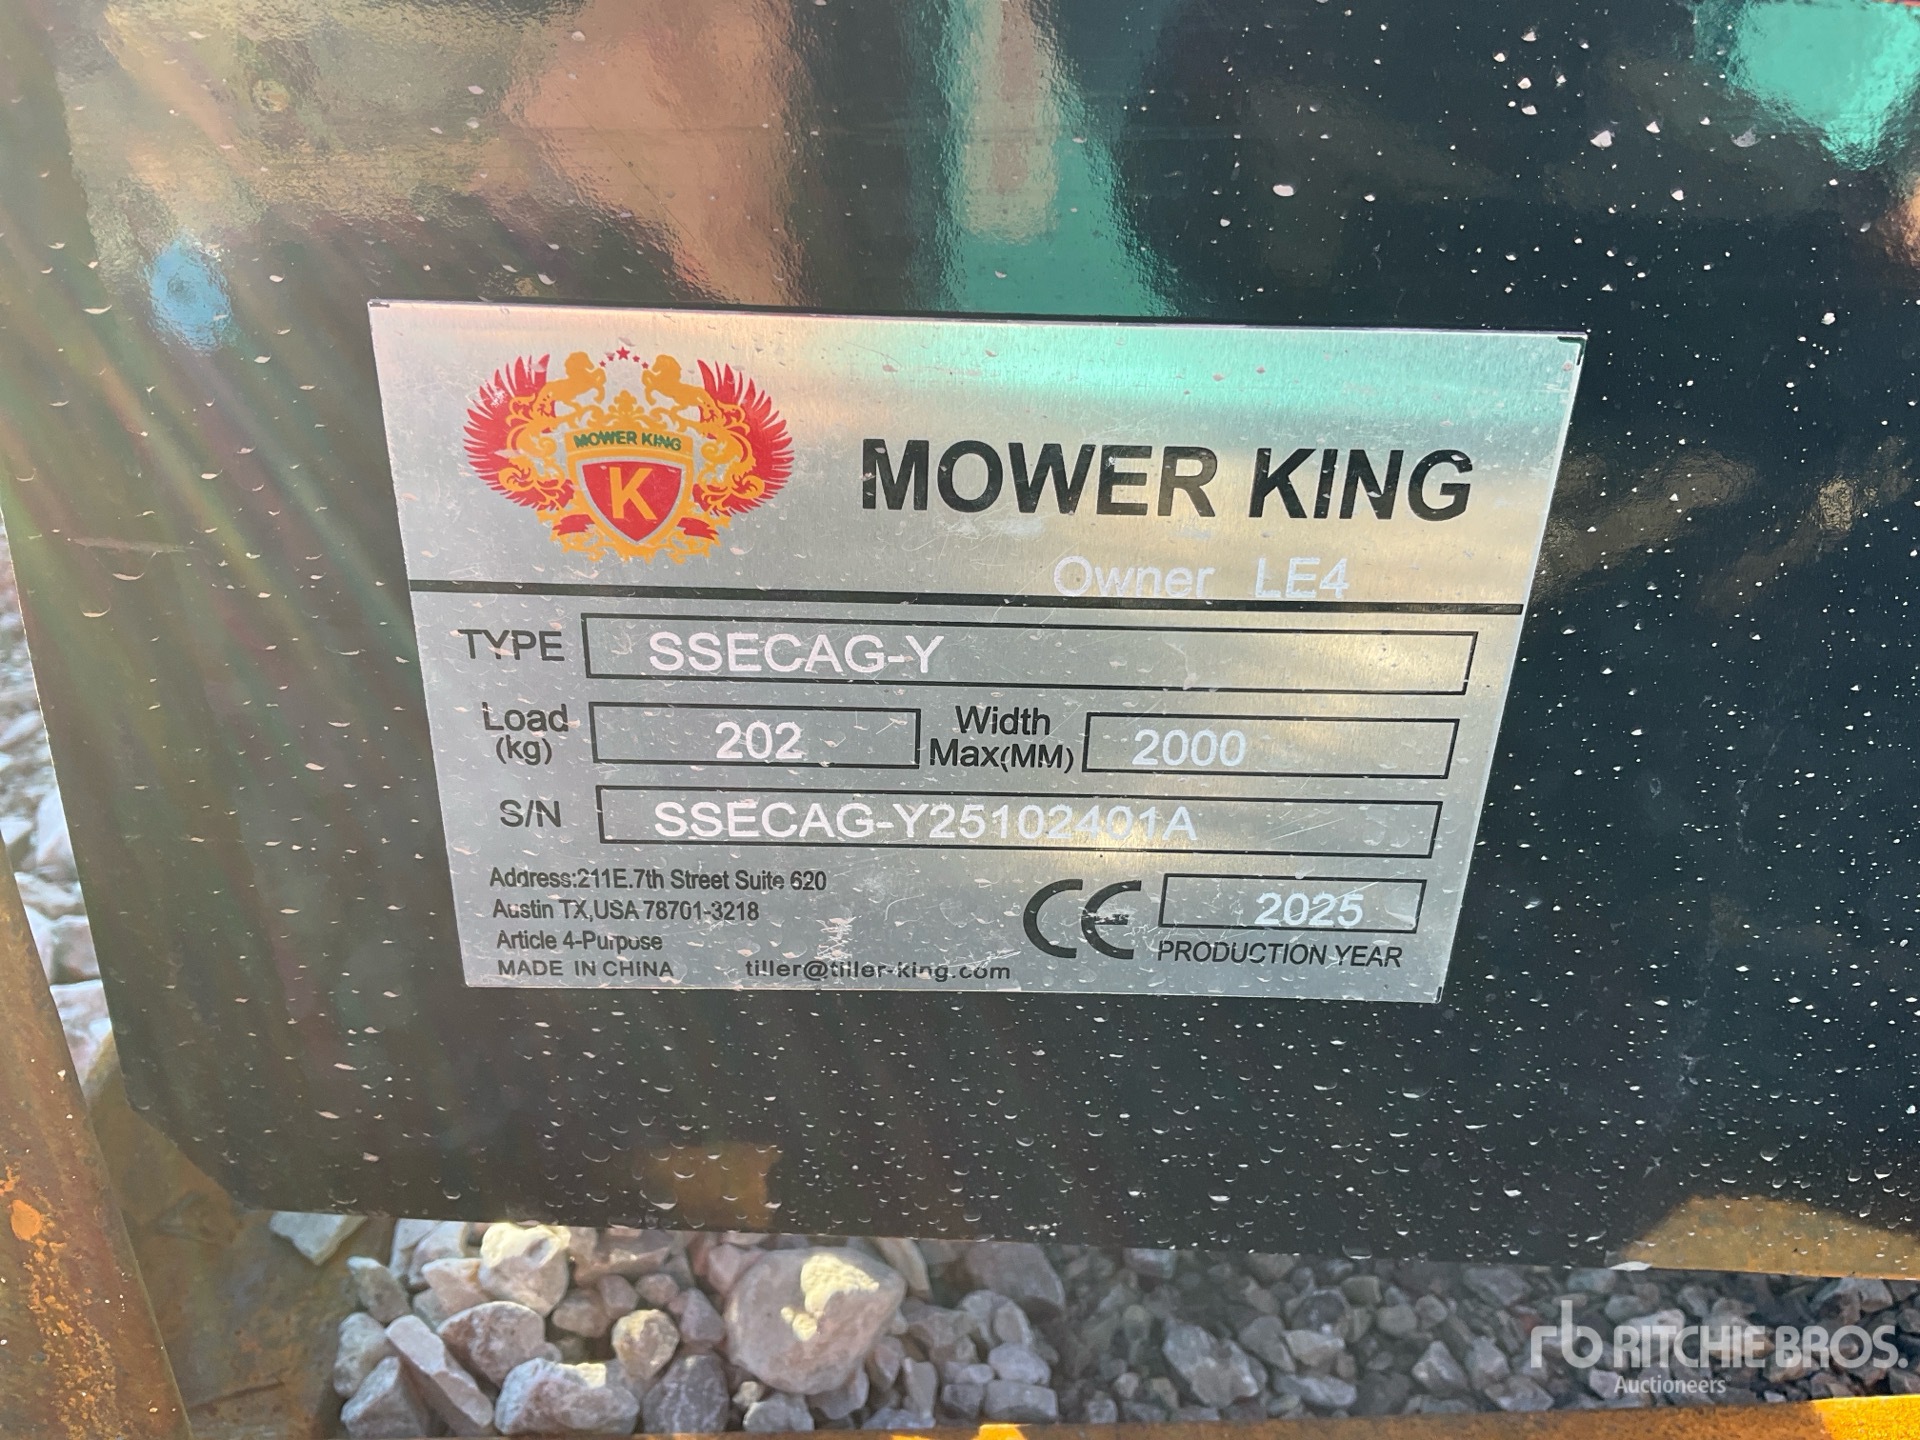 MOWER KING
K
MOWER KING
Owner LE4
TYPE SSECAG-Y
Load (kg) 202 Width Max(MM) 2000
S/N SSECAG-Y25102401A
Address:211E.7th Street Suite 620
Austin TX,USA 78701-3218
Article 4-Purpose
MADE IN CHINA tiller@tiller-king.com
CE 2025
PRODUCTION YEAR
rb RITCHIE BROS.
Auctioneers